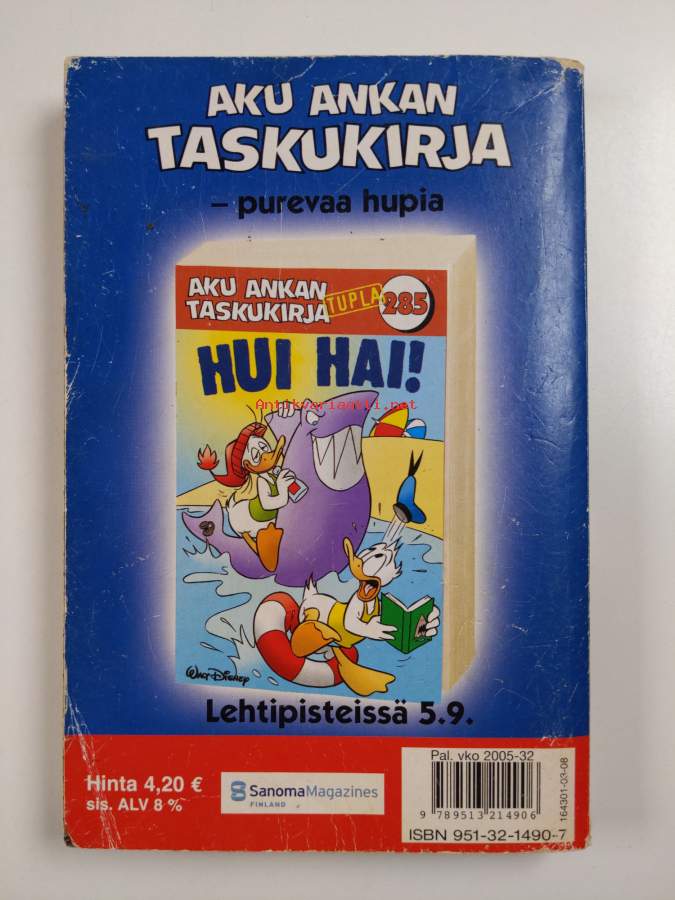 AKU ANKAN
TASKUKIRJA
– purevaa hupia
AKU ANKAN
TASKUKIRJA
TUPLA
285
HUI HAI!
Antikvariaatti.net
WALT DISNEY
Lehtipisteissä 5.9.
Hinta 4,20 €
sis. ALV 8 %
SanomaMagazines
FINLAND
Pal. vko 2005-32
9 789513 214906
ISBN 951-32-1490-7
164301-03-08